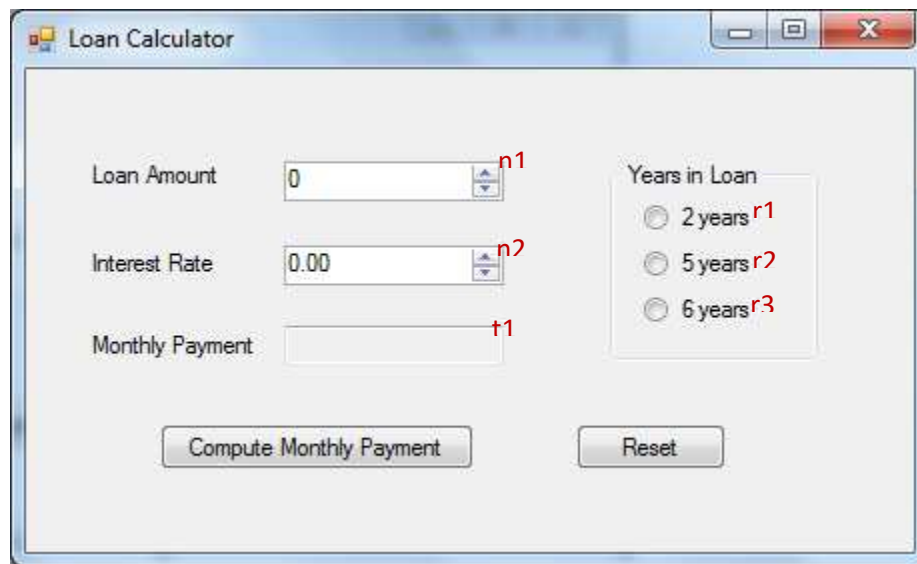 Loan Calculator
Loan Amount 0 n1
Years in Loan
2 years r1
Interest Rate 0.00 n2
5 years r2
6 years r3
Monthly Payment t1
Compute Monthly Payment Reset